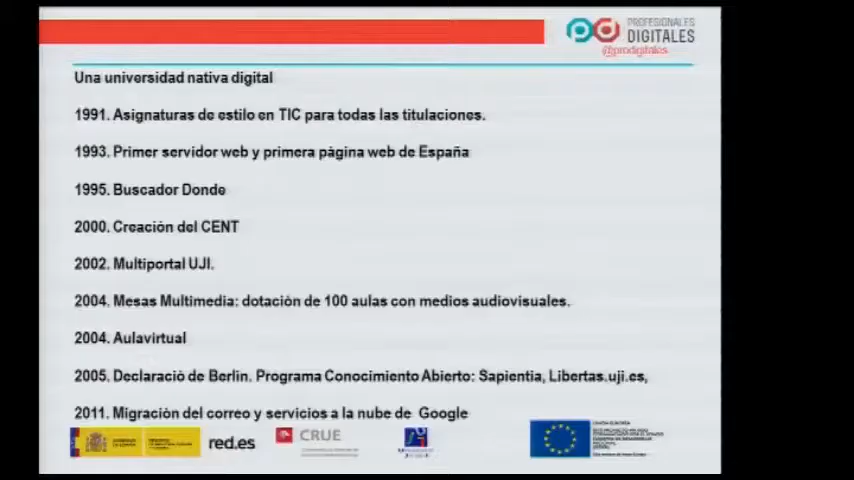 PROFESIONALES
DIGITALES
@prodigitales
Una universidad nativa digital
1991. Asignaturas de estilo en TIC para todas las titulaciones.
1993. Primer servidor web y primera página web de España
1995. Buscador Donde
2000. Creación del CENT
2002. Multiportal UJI.
2004. Mesas Multimedia: dotación de 100 aulas con medios audiovisuales.
2004. Aulavirtual
2005. Declaració de Berlín. Programa Conocimiento Abierto: Sapientia, Libertas.uji.es,
2011. Migración del correo y servicios a la nube de Google
red.es
CRUE
UNIÓN EUROPEA